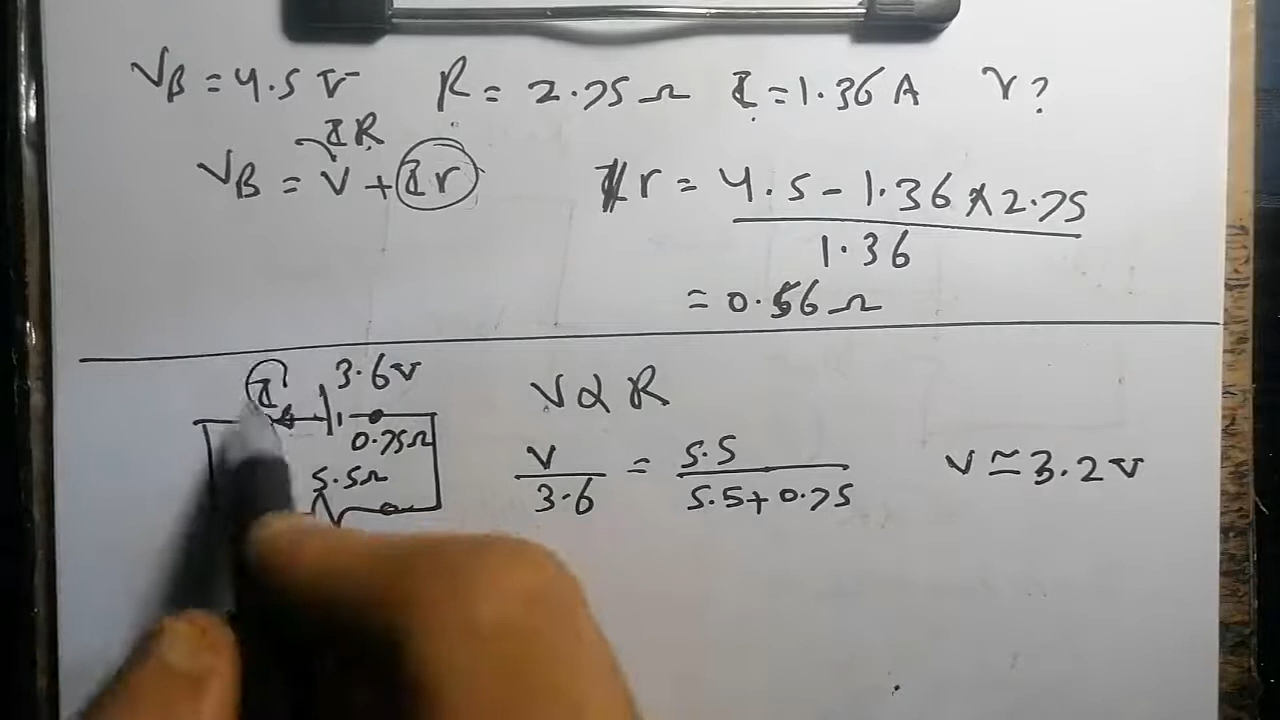 V_B = 4.5 V R = 2.75 Ω I = 1.36 A r?
IR
V_B = V + Ir
r = 4.5 - 1.36 × 2.75
1.36
= 0.56 Ω
I 3.6 V
0.75 Ω
5.5 Ω
V ∝ R
V/3.6 = 5.5/5.5 + 0.75
V ≃ 3.2 V